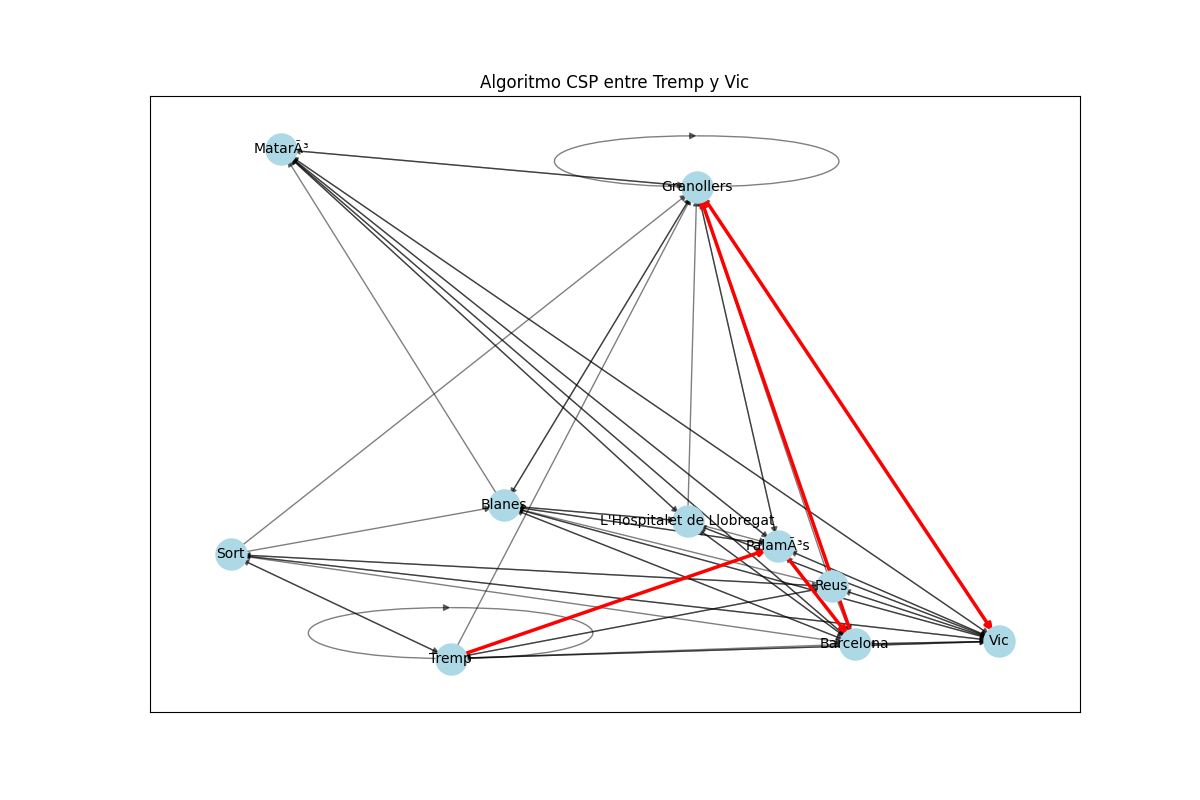 Algoritmo CSP entre Tremp y Vic
MatarÃ³
Granollers
Blanes
L'Hospitalet de Llobregat
PalamÃ³s
Sort
Reus
Barcelona
Vic
Tremp